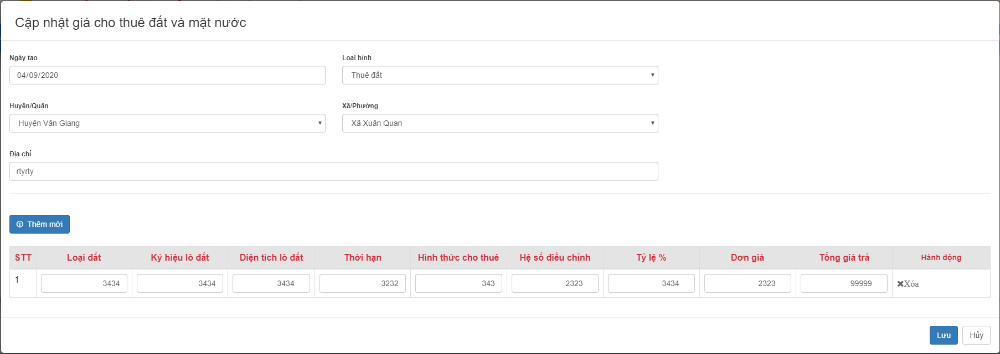 Cập nhật giá cho thuê đất và mặt nước
Ngày tạo Loại hình
04/09/2020 Thuê đất
Huyện/Quận Xã/Phường
Huyện Văn Giang Xã Xuân Quan
Địa chỉ
rtyrty
Thêm mới
STT Loại đất Ký hiệu lô đất Diện tích lô đất Thời hạn Hình thức cho thuê Hệ số điều chỉnh Tỷ lệ % Đơn giá Tổng giá trả Hành động
1 3434 3434 3434 3232 343 2323 3434 2323 99999 Xóa
Lưu Hủy